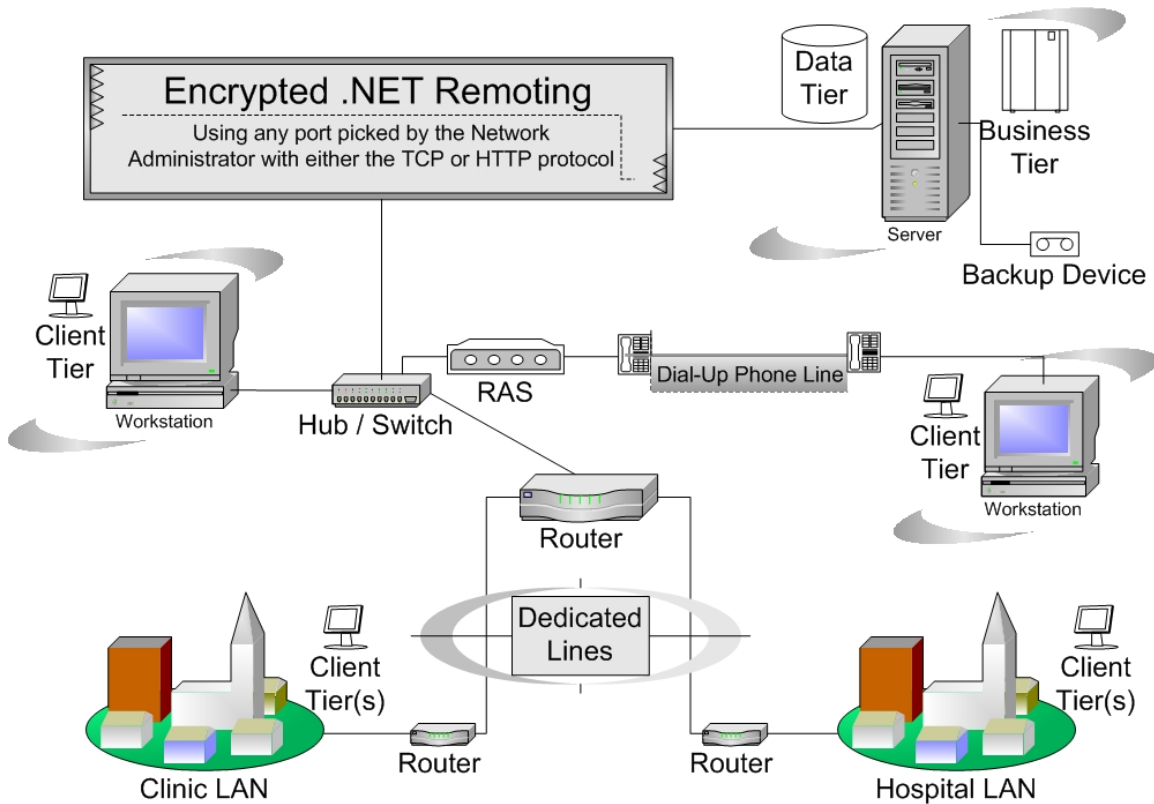 Encrypted .NET Remoting
Using any port picked by the Network
Administrator with either the TCP or HTTP protocol
Data
Tier
Business
Tier
Server
Backup Device
Client
Tier
Workstation
Hub / Switch
RAS
Dial-Up Phone Line
Client
Tier
Workstation
Router
Dedicated
Lines
Client
Tier(s)
Clinic LAN
Router
Router
Client
Tier(s)
Hospital LAN